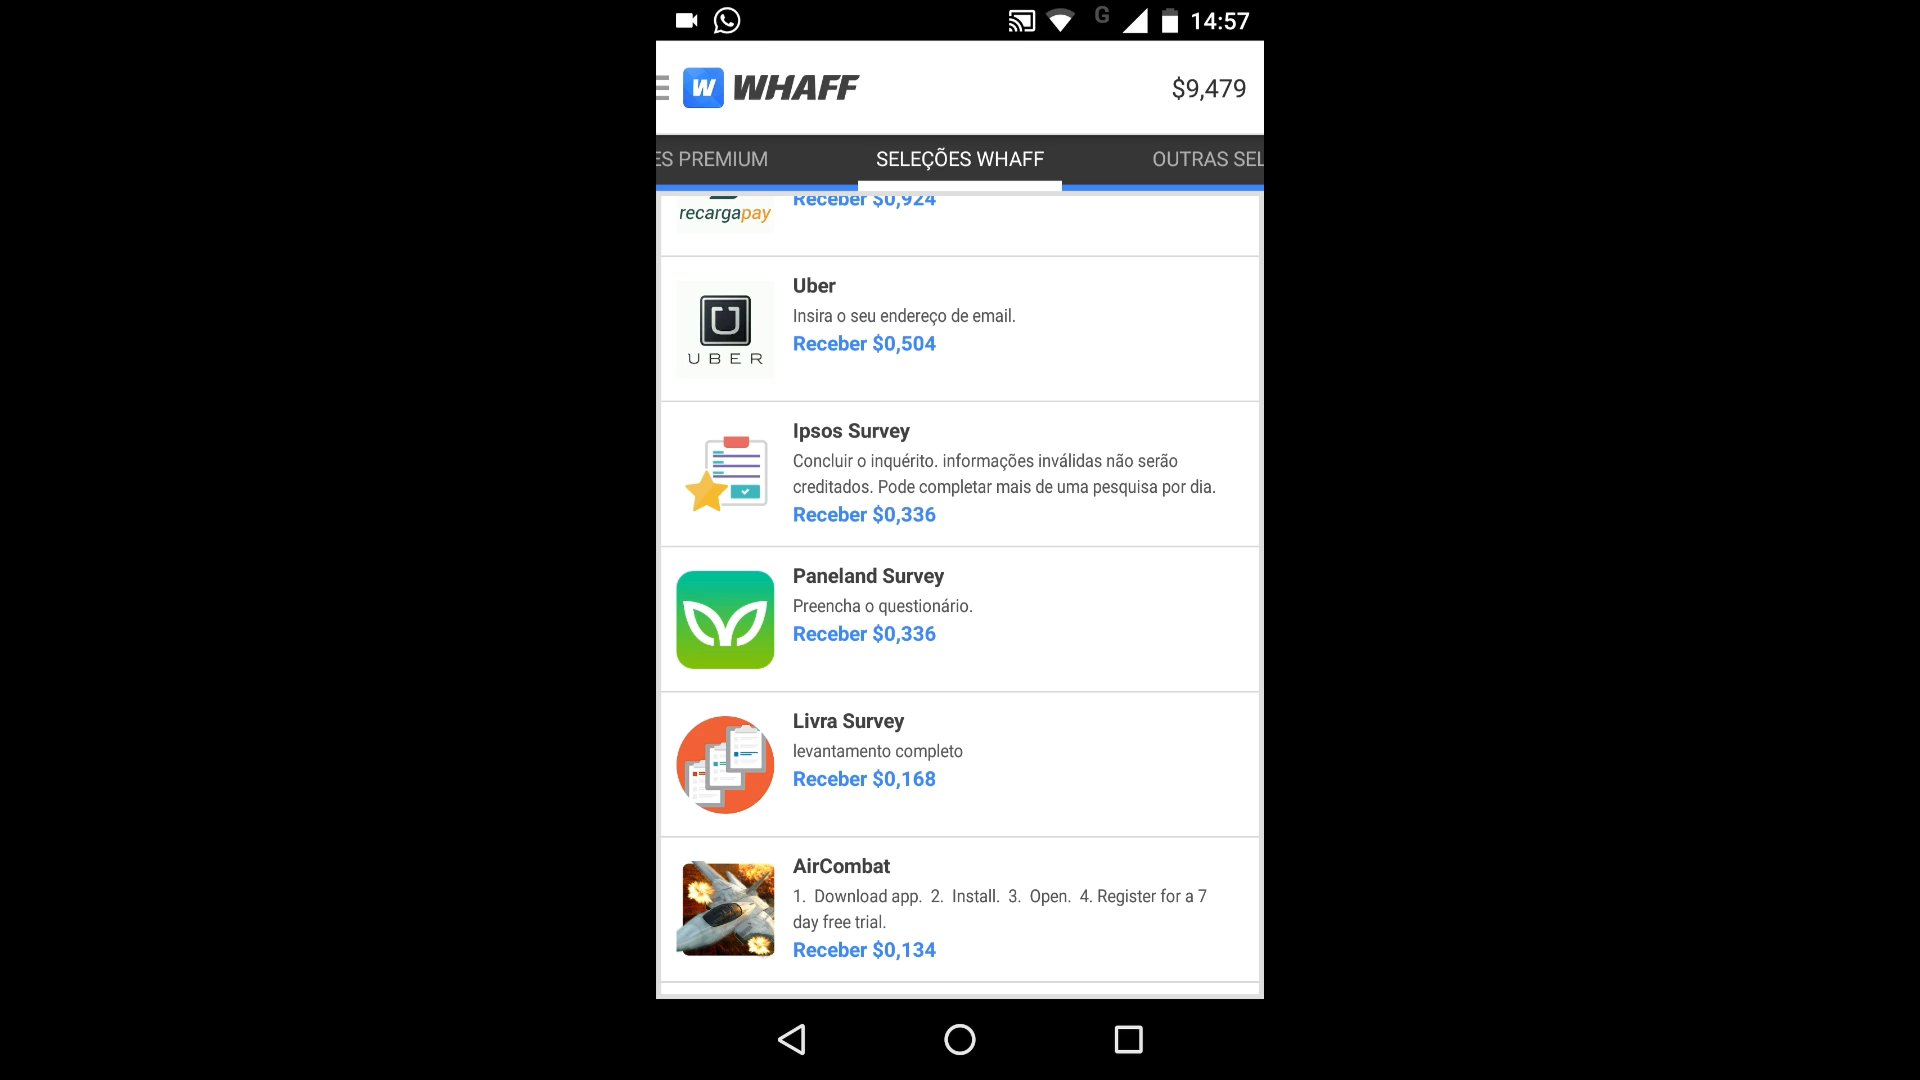 G
14:57
W WHAFF
$9,479
ES PREMIUM
SELEÇÕES WHAFF
OUTRAS SEL
recargapay
Receber $0,924
UBER
Uber
Insira o seu endereço de email.
Receber $0,504
Ipsos Survey
Concluir o inquérito. informações inválidas não serão
creditados. Pode completar mais de uma pesquisa por dia.
Receber $0,336
Paneland Survey
Preencha o questionário.
Receber $0,336
Livra Survey
levantamento completo
Receber $0,168
AirCombat
1. Download app. 2. Install. 3. Open. 4. Register for a 7
day free trial.
Receber $0,134